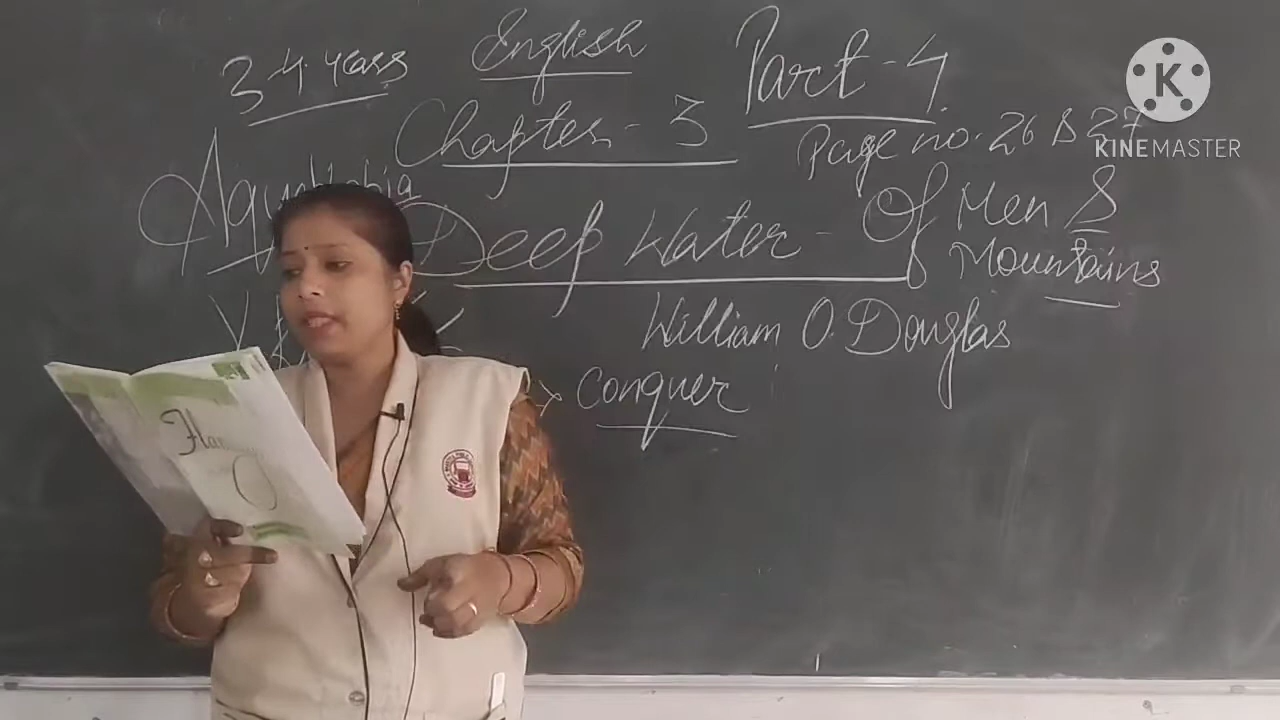 3-4 years
English
Part-4
Chapter-3
Page no. 26 & 27
Deep Water - Of Men &
Mountains
William O. Douglas
Conquer
K
KINEMASTER